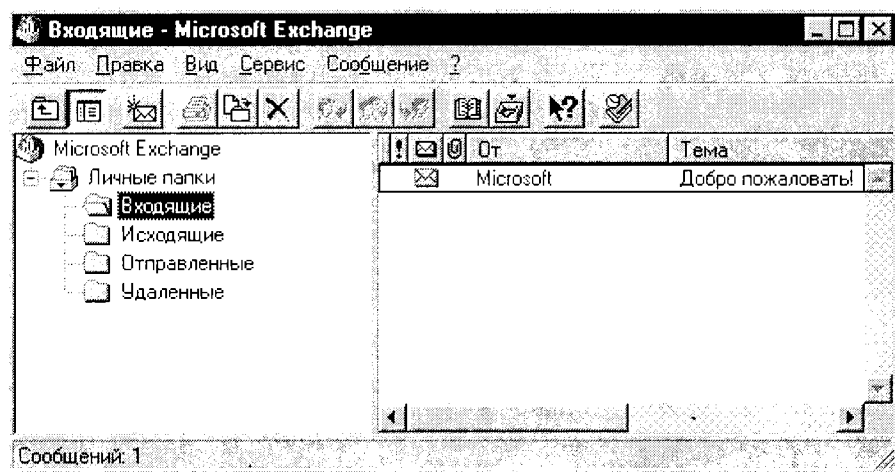 Входящие - Microsoft Exchange
Файл Правка Вид Сервис Сообщение ?
Microsoft Exchange
Личные папки
Входящие
Исходящие
Отправленные
Удаленные
От Тема
Microsoft Добро пожаловать!
Сообщений: 1